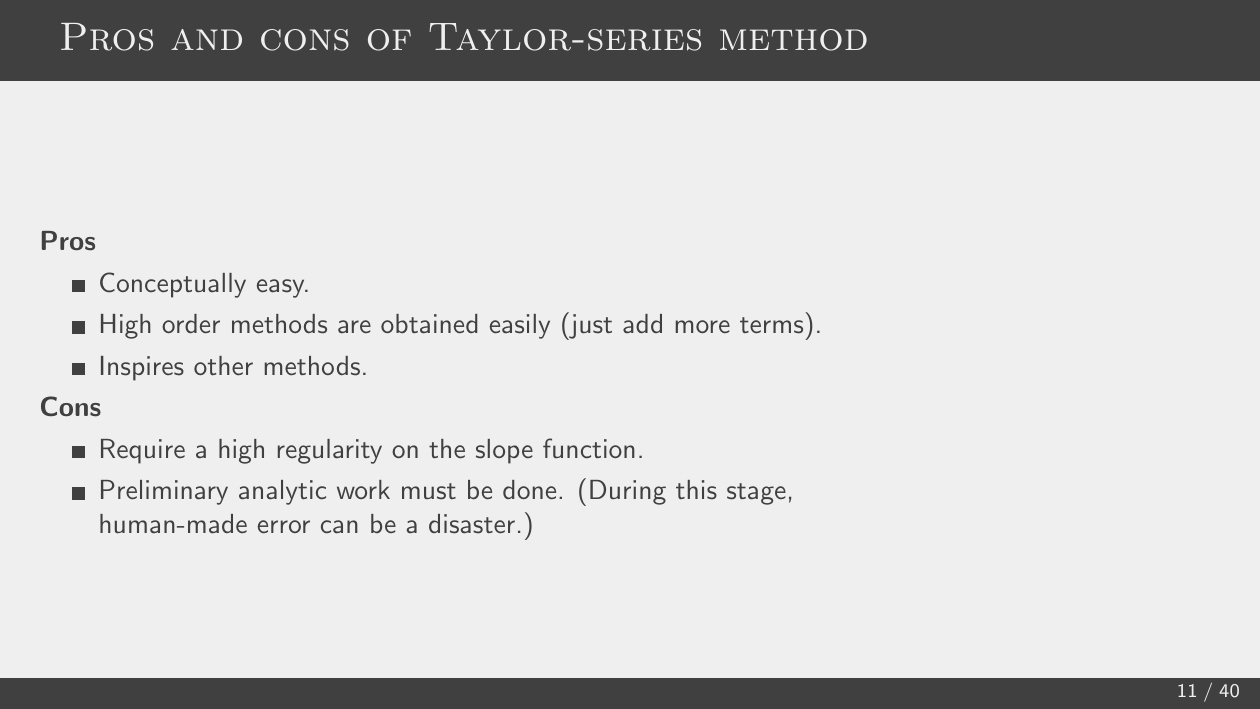 Pros and cons of Taylor-series method
Pros
Conceptually easy.
High order methods are obtained easily (just add more terms).
Inspires other methods.
Cons
Require a high regularity on the slope function.
Preliminary analytic work must be done. (During this stage,
human-made error can be a disaster.)
11 / 40